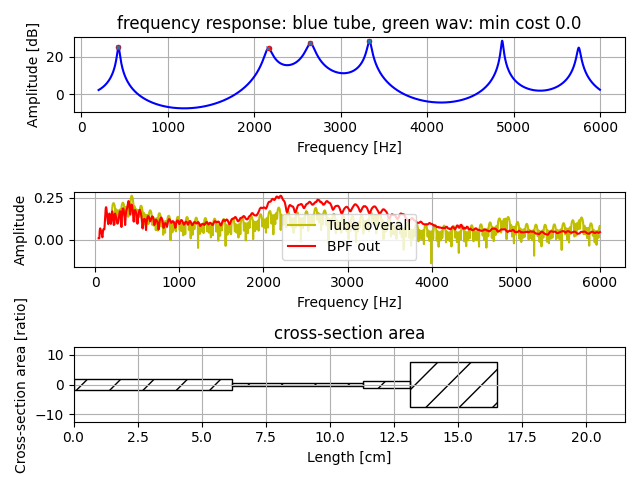 frequency response: blue tube, green wav: min cost 0.0
Amplitude [dB]
20
0
0 1000 2000 3000 4000 5000 6000
Frequency [Hz]
Amplitude
0.25
0.00
Tube overall
BPF out
0 1000 2000 3000 4000 5000 6000
Frequency [Hz]
cross-section area
Cross-section area [ratio]
10
0
−10
0.0 2.5 5.0 7.5 10.0 12.5 15.0 17.5 20.0
Length [cm]